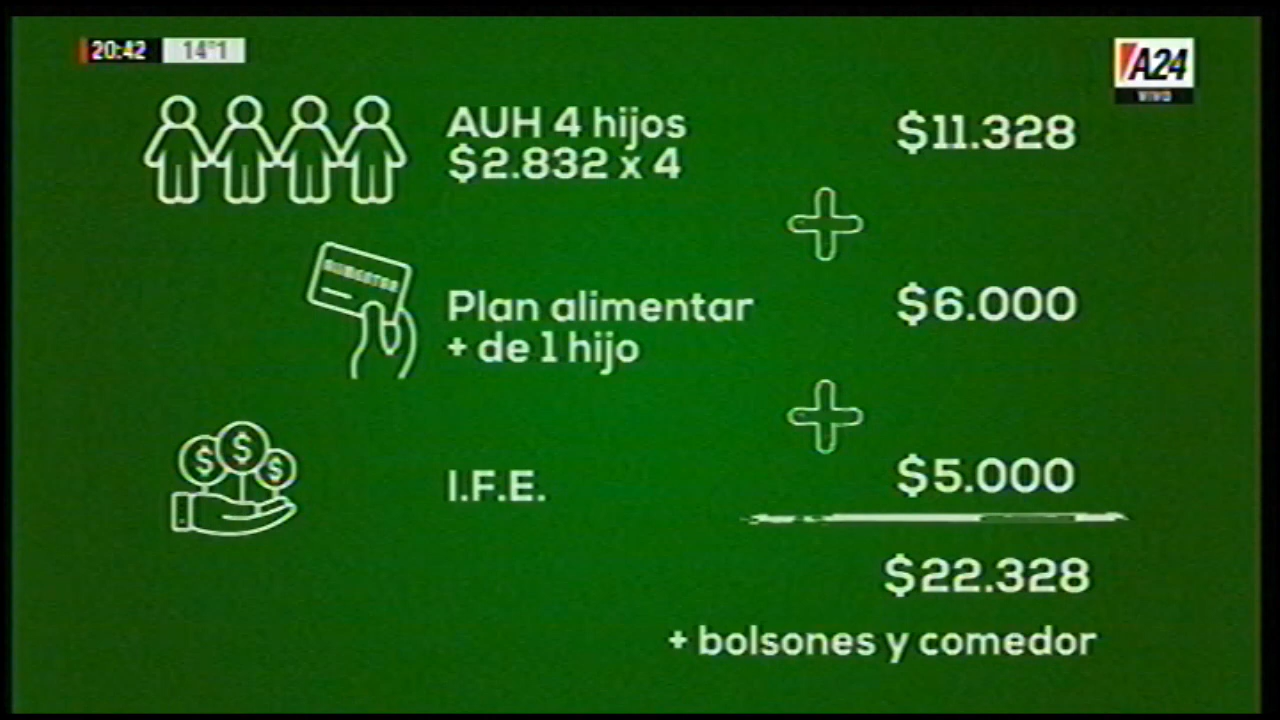 20:42 14°1
A24
VIVO
AUH 4 hijos
$2.832 x 4
$11.328
Plan alimentar
+ de 1 hijo
$6.000
I.F.E.
$5.000
$22.328
+ bolsones y comedor